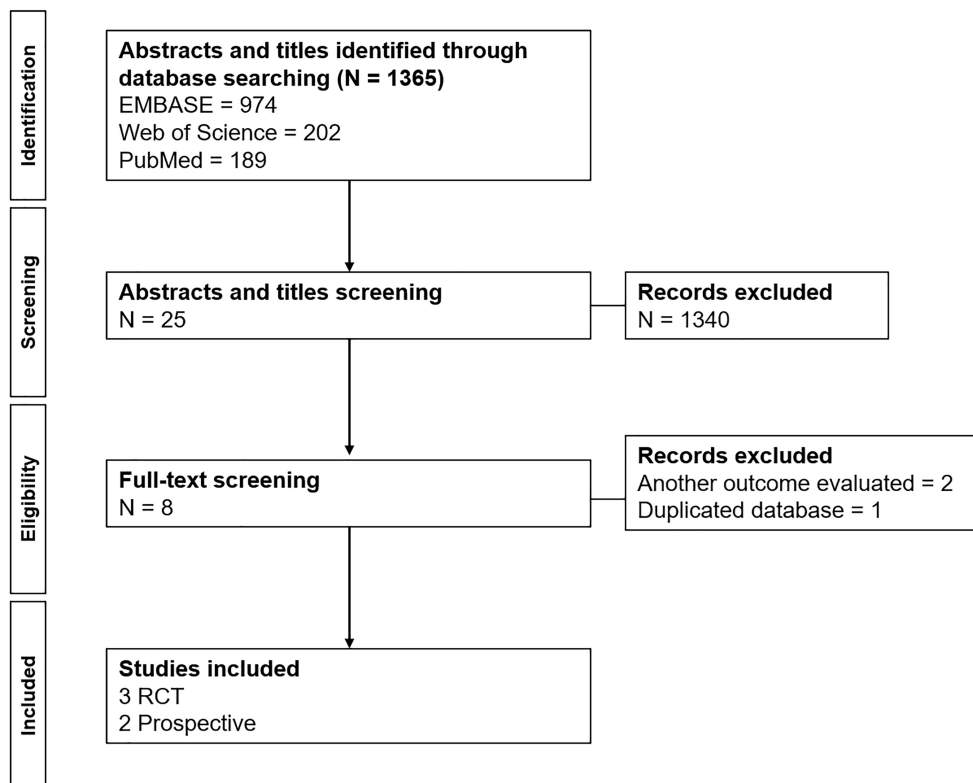 Identification
Abstracts and titles identified through
database searching (N = 1365)
EMBASE = 974
Web of Science = 202
PubMed = 189
Screening
Abstracts and titles screening
N = 25
Records excluded
N = 1340
Eligibility
Full-text screening
N = 8
Records excluded
Another outcome evaluated = 2
Duplicated database = 1
Included
Studies included
3 RCT
2 Prospective